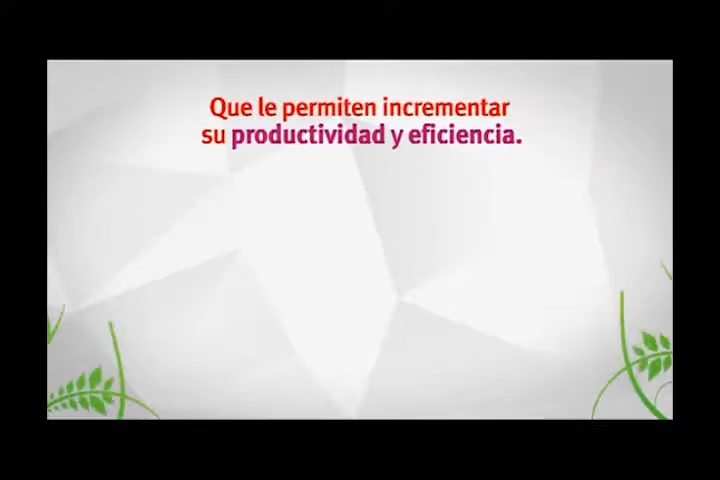 Que le permiten incrementar
su productividad y eficiencia.